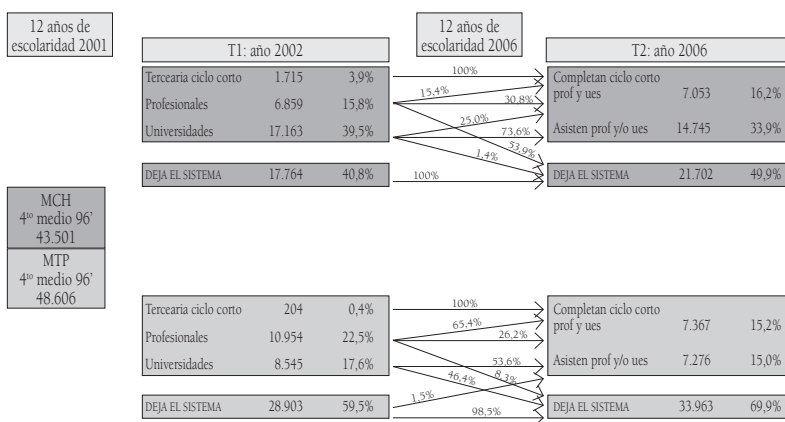 12 años de
escolaridad 2001
12 años de
escolaridad 2006
T1: año 2002
T2: año 2006
Tercearia ciclo corto 1.715 3,9%
Profesionales 6.859 15,8%
Universidades 17.163 39,5%
DEJA EL SISTEMA 17.764 40,8%
100%
15,4%
30,8%
25,0%
73,6%
53,9%
1,4%
100%
Completan ciclo corto
prof y ues 7.053 16,2%
Asisten prof y/o ues 14.745 33,9%
DEJA EL SISTEMA 21.702 49,9%
MCH
4to medio 96'
43.501
MTP
4to medio 96'
48.606
Tercearia ciclo corto 204 0,4%
Profesionales 10.954 22,5%
Universidades 8.545 17,6%
DEJA EL SISTEMA 28.903 59,5%
100%
65,4%
26,2%
53,6%
46,4%
8,3%
1,5%
98,5%
Completan ciclo corto
prof y ues 7.367 15,2%
Asisten prof y/o ues 7.276 15,0%
DEJA EL SISTEMA 33.963 69,9%